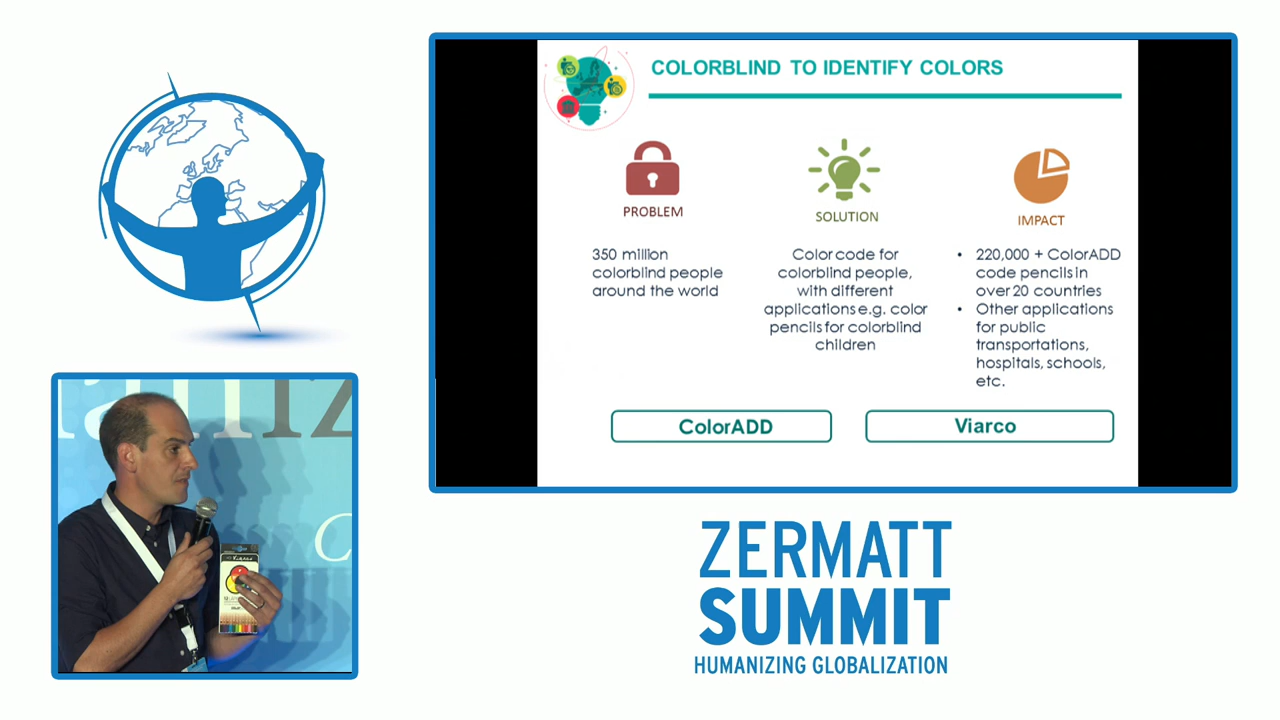 COLORBLIND TO IDENTIFY COLORS
PROBLEM
350 million
colorblind people
around the world
SOLUTION
Color code for
colorblind people,
with different
applications e.g. color
pencils for colorblind
children
IMPACT
• 220,000 + ColorADD
code pencils in
over 20 countries
• Other applications
for public
transportations,
hospitals, schools,
etc.
ColorADD
Viarco
VIARCO
ZERMATT
SUMMIT
HUMANIZING GLOBALIZATION